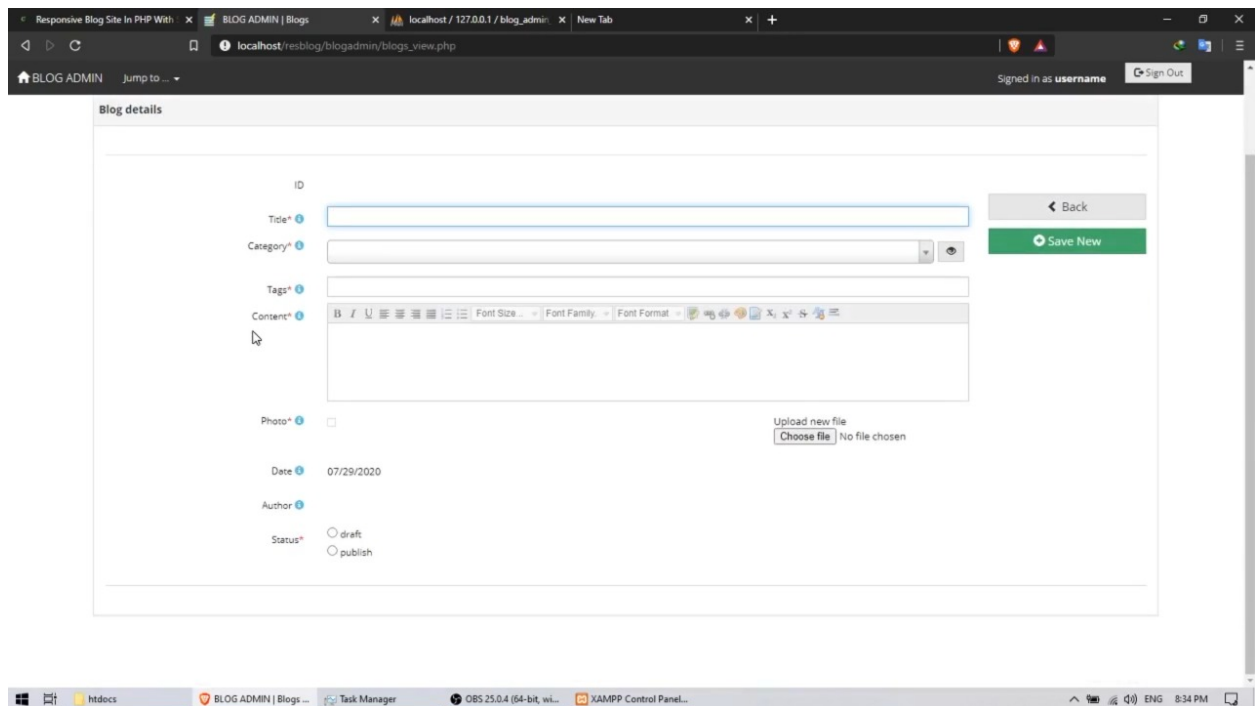 Responsive Blog Site In PHP With
BLOG ADMIN | Blogs
localhost / 127.0.0.1 / blog_admin
New Tab
localhost/resblog/blogadmin/blogs_view.php
BLOG ADMIN
Jump to ...
Signed in as username
Sign Out
Blog details
ID
Back
Title*
Save New
Category*
Tags*
Content*
B I U Font Size... Font Family. Font Format
Photo*
Upload new file
Choose file No file chosen
Date 07/29/2020
Author
Status*
draft
publish
htdocs
BLOG ADMIN | Blogs ...
Task Manager
OBS 25.0.4 (64-bit, wi...
XAMPP Control Panel...
ENG
8:34 PM